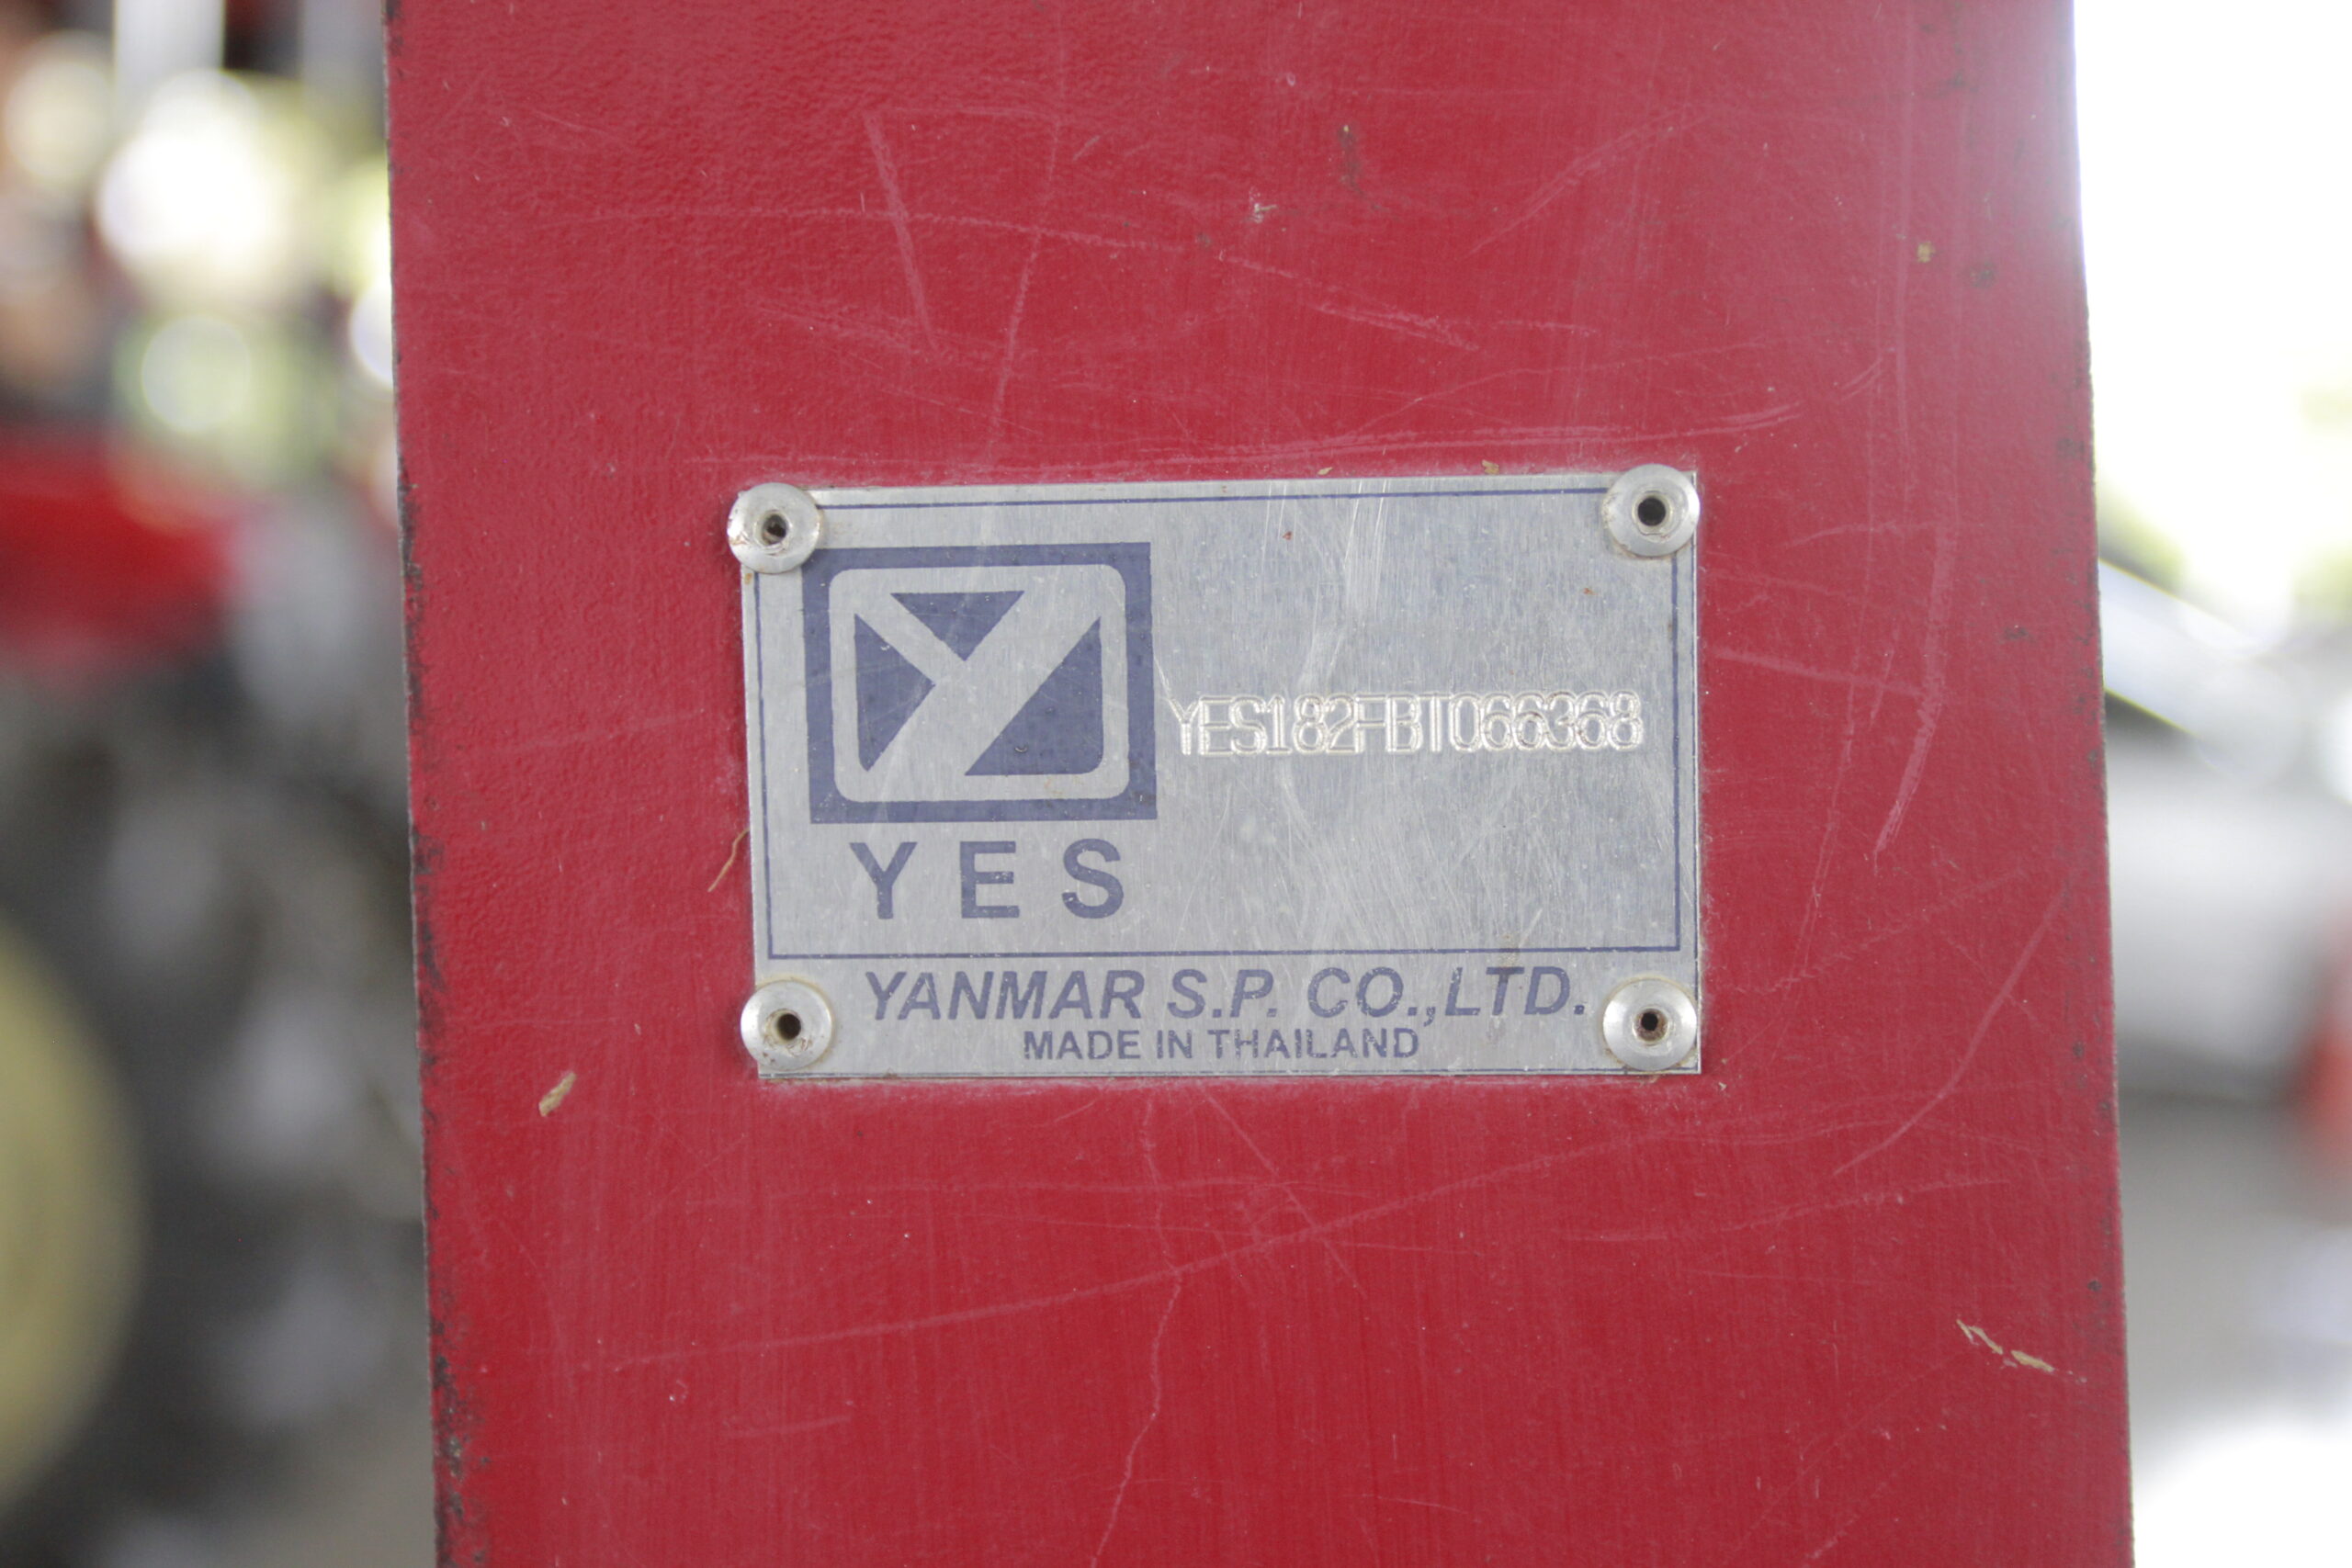 YES182FBT066368
YES
YANMAR S.P. CO.,LTD.
MADE IN THAILAND